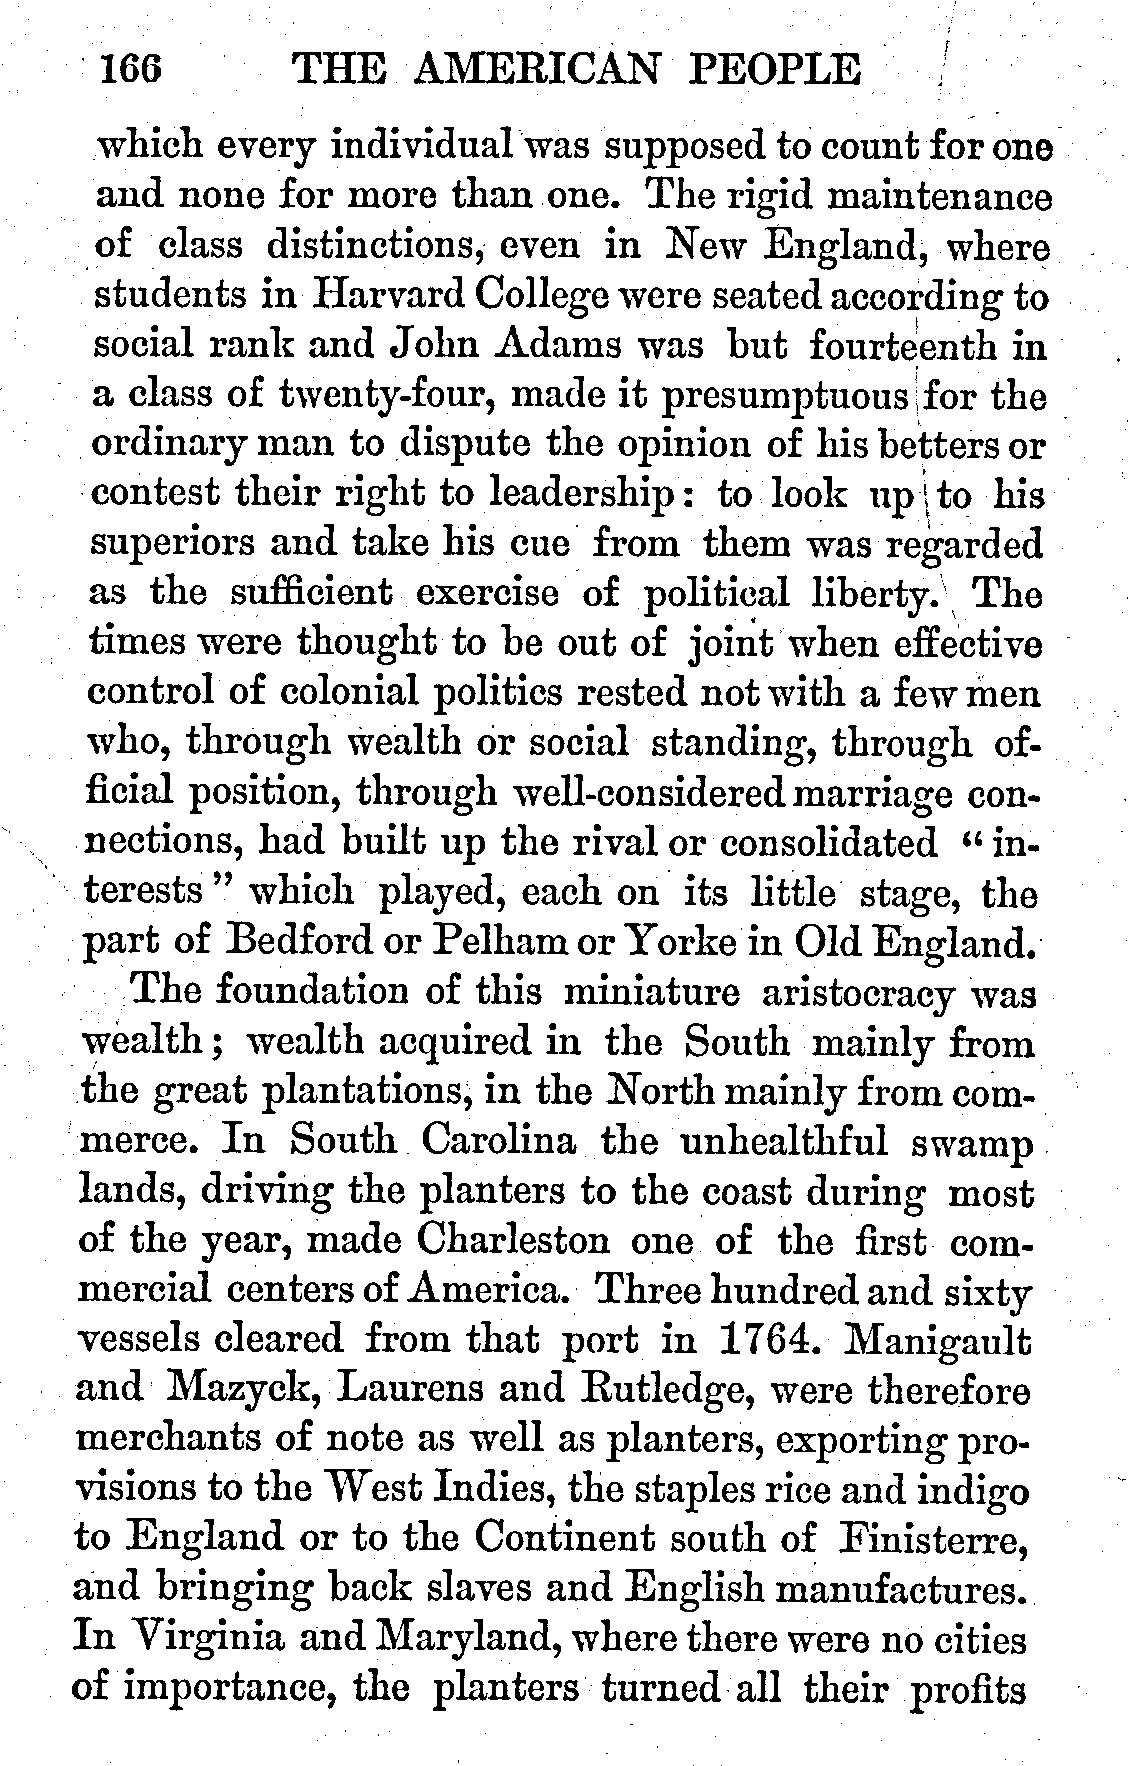 166 THE AMERICAN PEOPLE
which every individual was supposed to count for one
and none for more than one. The rigid maintenance
of class distinctions, even in New England, where
students in Harvard College were seated according to
social rank and John Adams was but fourteenth in
a class of twenty-four, made it presumptuous for the
ordinary man to dispute the opinion of his betters or
contest their right to leadership: to look up to his
superiors and take his cue from them was regarded
as the sufficient exercise of political liberty. The
times were thought to be out of joint when effective
control of colonial politics rested not with a few men
who, through wealth or social standing, through of-
ficial position, through well-considered marriage con-
nections, had built up the rival or consolidated “in-
terests” which played, each on its little stage, the
part of Bedford or Pelham or Yorke in Old England.
The foundation of this miniature aristocracy was
wealth; wealth acquired in the South mainly from
the great plantations, in the North mainly from com-
merce. In South Carolina the unhealthful swamp
lands, driving the planters to the coast during most
of the year, made Charleston one of the first com-
mercial centers of America. Three hundred and sixty
vessels cleared from that port in 1764. Manigault
and Mazyck, Laurens and Rutledge, were therefore
merchants of note as well as planters, exporting pro-
visions to the West Indies, the staples rice and indigo
to England or to the Continent south of Finisterre,
and bringing back slaves and English manufactures.
In Virginia and Maryland, where there were no cities
of importance, the planters turned all their profits